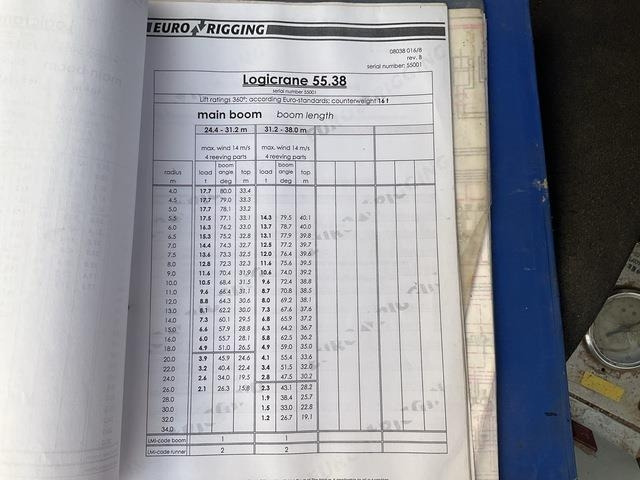 EURO RIGGING
08038 016/8
rev. B
serial number: 55001
Logicrane 55.38
serial number 55001
Lift ratings 360°; according Euro-standards; counterweight 16 t
main boom boom length
24.4 - 31.2 m 31.2 - 38.0 m
max. wind 14 m/s max. wind 14 m/s
4 reeving parts 4 reeving parts
radius load boom angle top load boom angle top
m t deg m t deg m
4.0 17.7 80.0 33.4
4.5 17.7 79.0 33.3
5.0 17.7 78.1 33.2
5.5 17.5 77.1 33.1 14.3 79.5 40.1
6.0 16.3 76.2 33.0 13.7 78.7 40.0
6.5 15.3 75.2 32.8 13.1 77.9 39.8
7.0 14.4 74.3 32.7 12.5 77.2 39.7
7.5 13.6 73.3 32.5 12.0 76.4 39.6
8.0 12.8 72.3 32.3 11.6 75.6 39.5
9.0 11.6 70.4 31.9 10.6 74.0 39.2
10.0 10.5 68.4 31.5 9.6 72.4 38.8
11.0 9.6 66.4 31.1 8.7 70.8 38.5
12.0 8.8 64.3 30.6 8.0 69.2 38.1
13.0 8.1 62.2 30.0 7.3 67.6 37.6
14.0 7.3 60.1 29.5 6.8 65.9 37.2
15.0 6.6 57.9 28.8 6.3 64.2 36.7
16.0 6.0 55.7 28.1 5.8 62.5 36.2
18.0 4.9 51.0 26.5 4.9 59.0 35.0
20.0 3.9 45.9 24.6 4.1 55.4 33.6
22.0 3.2 40.4 22.4 3.4 51.5 32.0
24.0 2.6 34.0 19.5 2.8 47.5 30.2
26.0 2.1 26.3 15.8 2.3 43.1 28.2
28.0 1.9 38.4 25.7
30.0 1.5 33.0 22.8
32.0 1.2 26.7 19.1
34.0
LMI-code boom 1 1
LMI-code runner 2 2